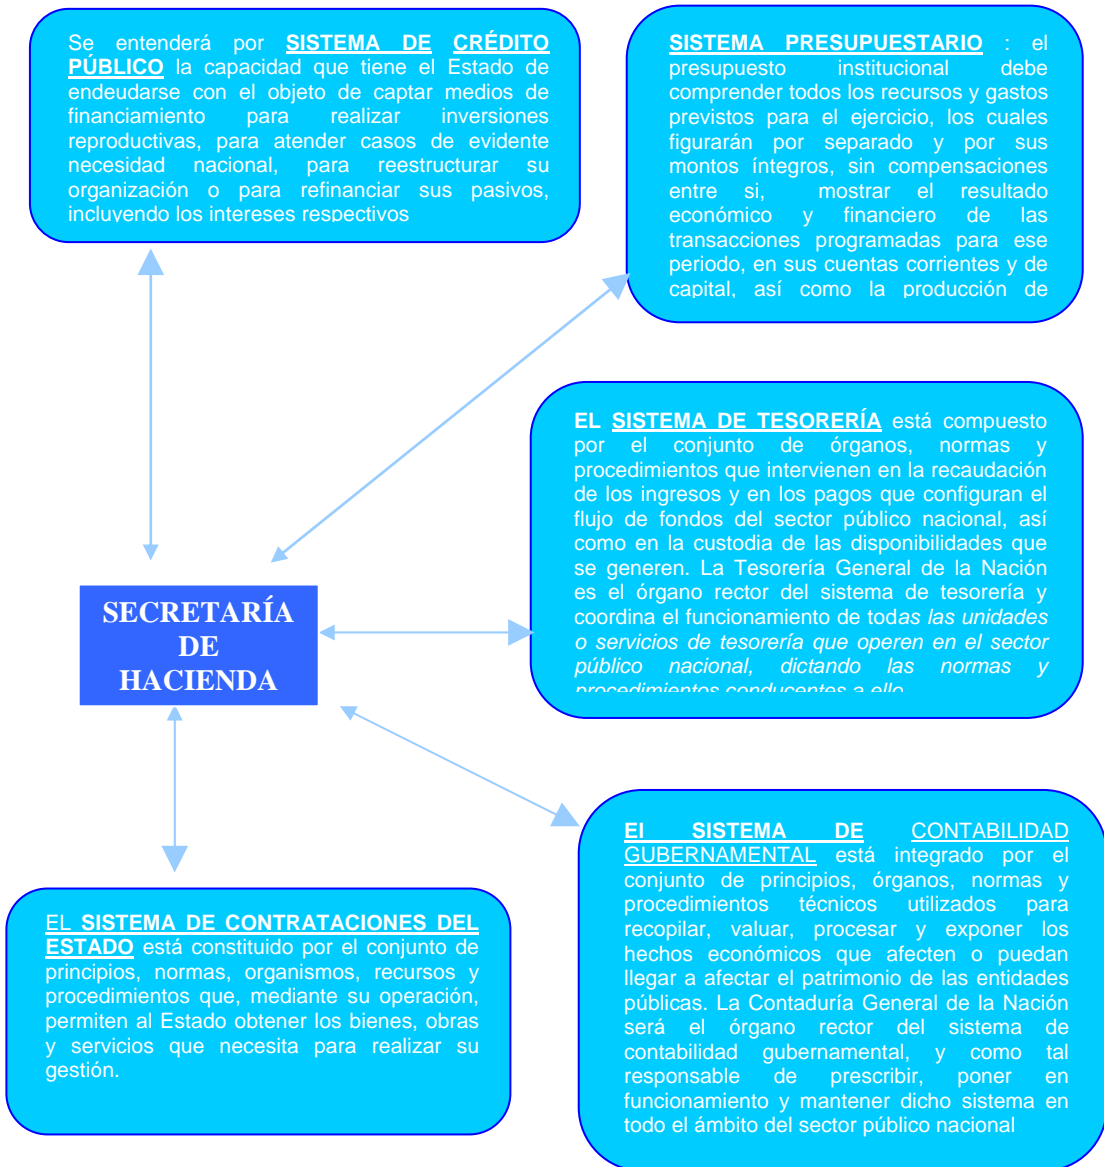 Se entenderá por SISTEMA DE CRÉDITO
PÚBLICO la capacidad que tiene el Estado de
endeudarse con el objeto de captar medios de
financiamiento para realizar inversiones
reproductivas, para atender casos de evidente
necesidad nacional, para reestructurar su
organización o para refinanciar sus pasivos,
incluyendo los intereses respectivos
SISTEMA PRESUPUESTARIO : el
presupuesto institucional debe
comprender todos los recursos y gastos
previstos para el ejercicio, los cuales
figurarán por separado y por sus
montos íntegros, sin compensaciones
entre si, mostrar el resultado
económico y financiero de las
transacciones programadas para ese
periodo, en sus cuentas corrientes y de
capital, así como la producción de
EL SISTEMA DE TESORERÍA está compuesto
por el conjunto de órganos, normas y
procedimientos que intervienen en la recaudación
de los ingresos y en los pagos que configuran el
flujo de fondos del sector público nacional, así
como en la custodia de las disponibilidades que
se generen. La Tesorería General de la Nación
es el órgano rector del sistema de tesorería y
coordina el funcionamiento de todas las unidades
o servicios de tesorería que operen en el sector
público nacional, dictando las normas y
procedimientos conducentes a ello
SECRETARÍA
DE
HACIENDA
El SISTEMA DE CONTABILIDAD
GUBERNAMENTAL está integrado por el
conjunto de principios, órganos, normas y
procedimientos técnicos utilizados para
recopilar, valuar, procesar y exponer los
hechos económicos que afecten o puedan
llegar a afectar el patrimonio de las entidades
públicas. La Contaduría General de la Nación
será el órgano rector del sistema de
contabilidad gubernamental, y como tal
responsable de prescribir, poner en
funcionamiento y mantener dicho sistema en
todo el ámbito del sector público nacional
EL SISTEMA DE CONTRATACIONES DEL
ESTADO está constituido por el conjunto de
principios, normas, organismos, recursos y
procedimientos que, mediante su operación,
permiten al Estado obtener los bienes, obras
y servicios que necesita para realizar su
gestión.